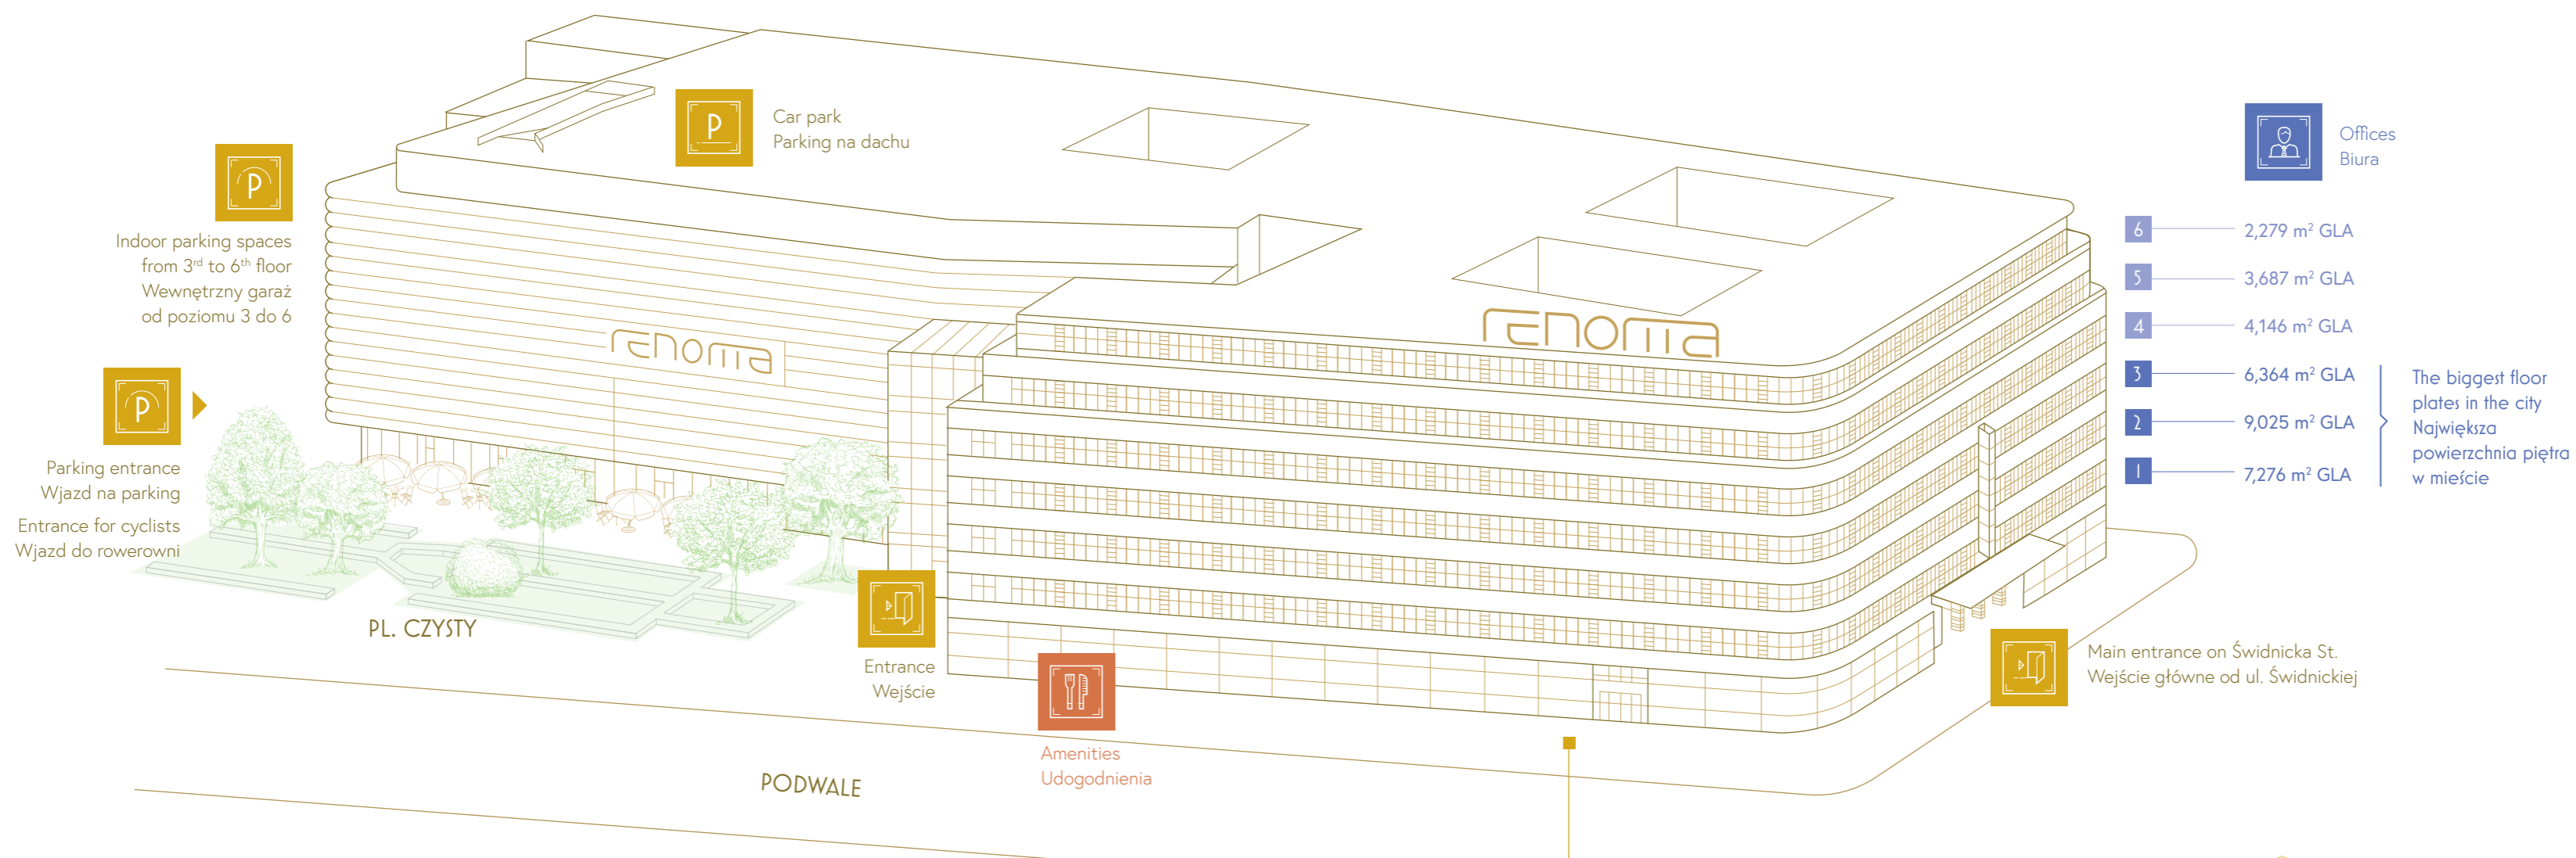 P
Car park
Parking na dachu
P
Indoor parking spaces
from 3rd to 6th floor
Wewnętrzny garaż
od poziomu 3 do 6
P
Parking entrance
Wjazd na parking
Entrance for cyclists
Wjazd do rowerowni
renoma
renoma
PL. CZYSTY
Entrance
Wejście
Amenities
Udogodnienia
PODWALE
Main entrance on Świdnicka St.
Wejście główne od ul. Świdnickiej
Offices
Biura
6 2,279 m² GLA
5 3,687 m² GLA
4 4,146 m² GLA
3 6,364 m² GLA
2 9,025 m² GLA
1 7,276 m² GLA
The biggest floor
plates in the city
Największa
powierzchnia piętra
w mieście